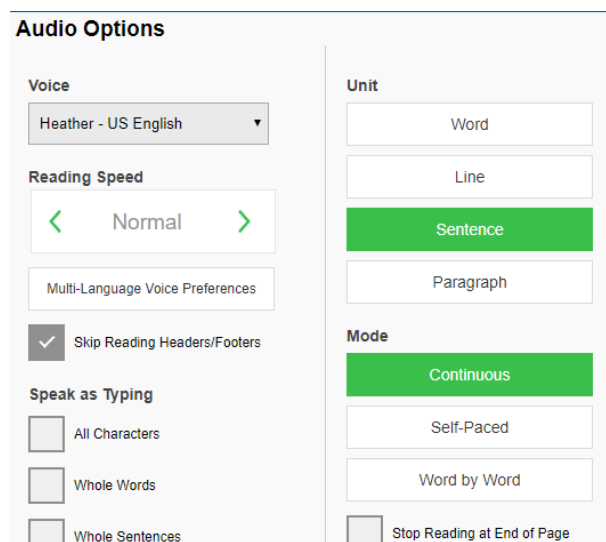 Audio Options
Voice
Heather - US English
Reading Speed
Normal
Multi-Language Voice Preferences
Skip Reading Headers/Footers
Speak as Typing
All Characters
Whole Words
Whole Sentences
Unit
Word
Line
Sentence
Paragraph
Mode
Continuous
Self-Paced
Word by Word
Stop Reading at End of Page